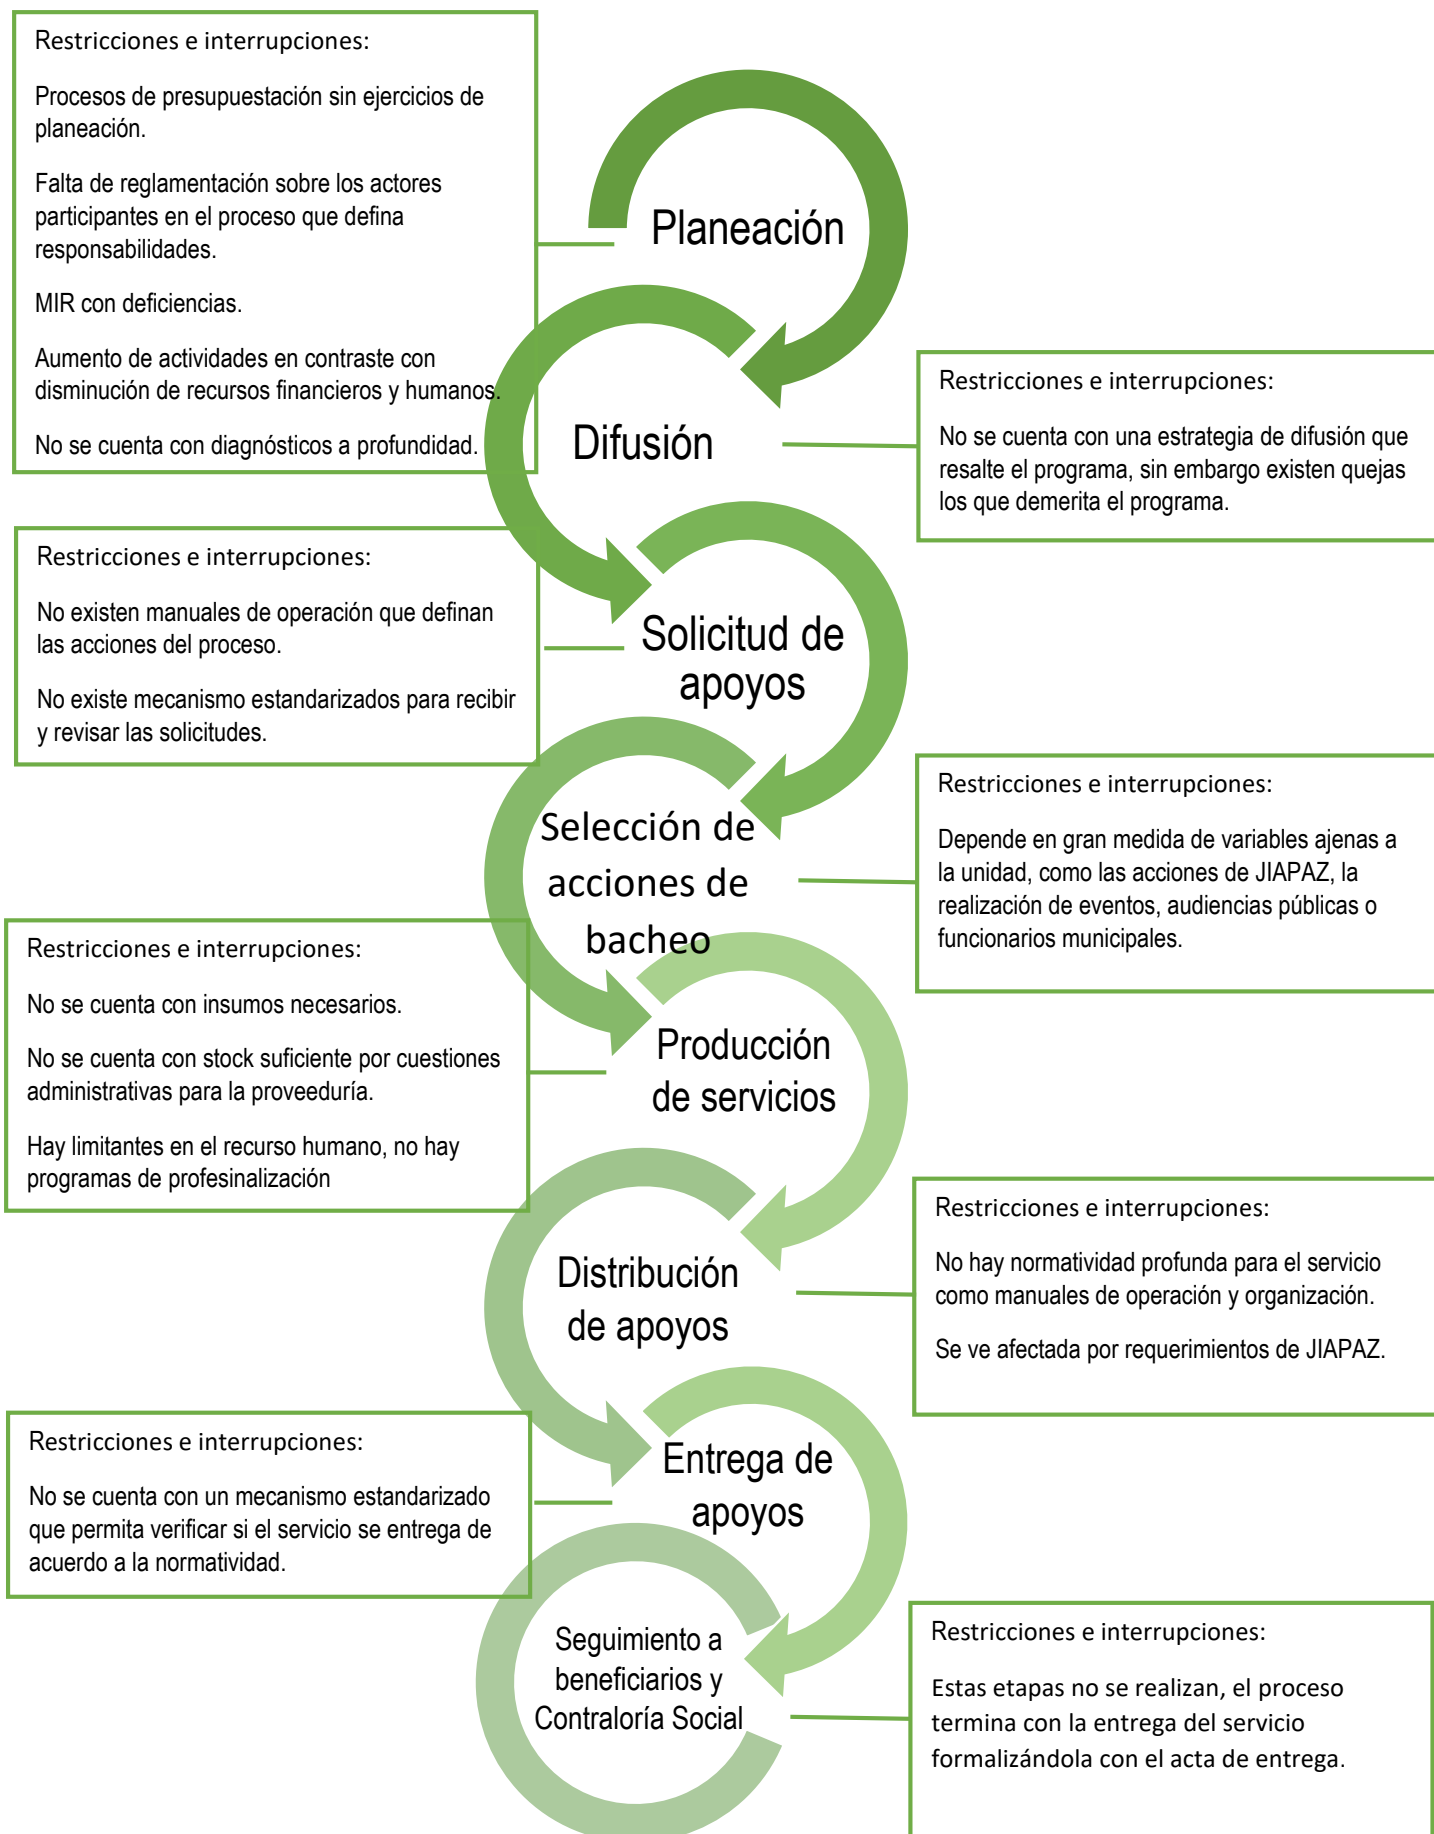 Restricciones e interrupciones:
Procesos de presupuestación sin ejercicios de
planeación.
Falta de reglamentación sobre los actores
participantes en el proceso que defina
responsabilidades.
MIR con deficiencias.
Aumento de actividades en contraste con
disminución de recursos financieros y humanos.
No se cuenta con diagnósticos a profundidad.
Planeación
Difusión
Restricciones e interrupciones:
No se cuenta con una estrategia de difusión que
resalte el programa, sin embargo existen quejas
los que demerita el programa.
Restricciones e interrupciones:
No existen manuales de operación que definan
las acciones del proceso.
No existe mecanismo estandarizados para recibir
y revisar las solicitudes.
Solicitud de
apoyos
Selección de
acciones de
bacheo
Restricciones e interrupciones:
Depende en gran medida de variables ajenas a
la unidad, como las acciones de JIAPAZ, la
realización de eventos, audiencias públicas o
funcionarios municipales.
Restricciones e interrupciones:
No se cuenta con insumos necesarios.
No se cuenta con stock suficiente por cuestiones
administrativas para la proveeduría.
Hay limitantes en el recurso humano, no hay
programas de profesinalización
Producción
de servicios
Distribución
de apoyos
Restricciones e interrupciones:
No hay normatividad profunda para el servicio
como manuales de operación y organización.
Se ve afectada por requerimientos de JIAPAZ.
Restricciones e interrupciones:
No se cuenta con un mecanismo estandarizado
que permita verificar si el servicio se entrega de
acuerdo a la normatividad.
Entrega de
apoyos
Seguimiento a
beneficiarios y
Contraloría Social
Restricciones e interrupciones:
Estas etapas no se realizan, el proceso
termina con la entrega del servicio
formalizándola con el acta de entrega.